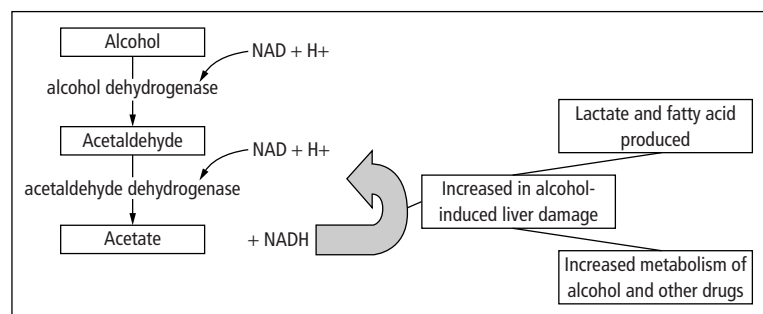 Alcohol
NAD + H+
alcohol dehydrogenase
Acetaldehyde
NAD + H+
acetaldehyde dehydrogenase
Acetate
+ NADH
Lactate and fatty acid
produced
Increased in alcohol-
induced liver damage
Increased metabolism of
alcohol and other drugs